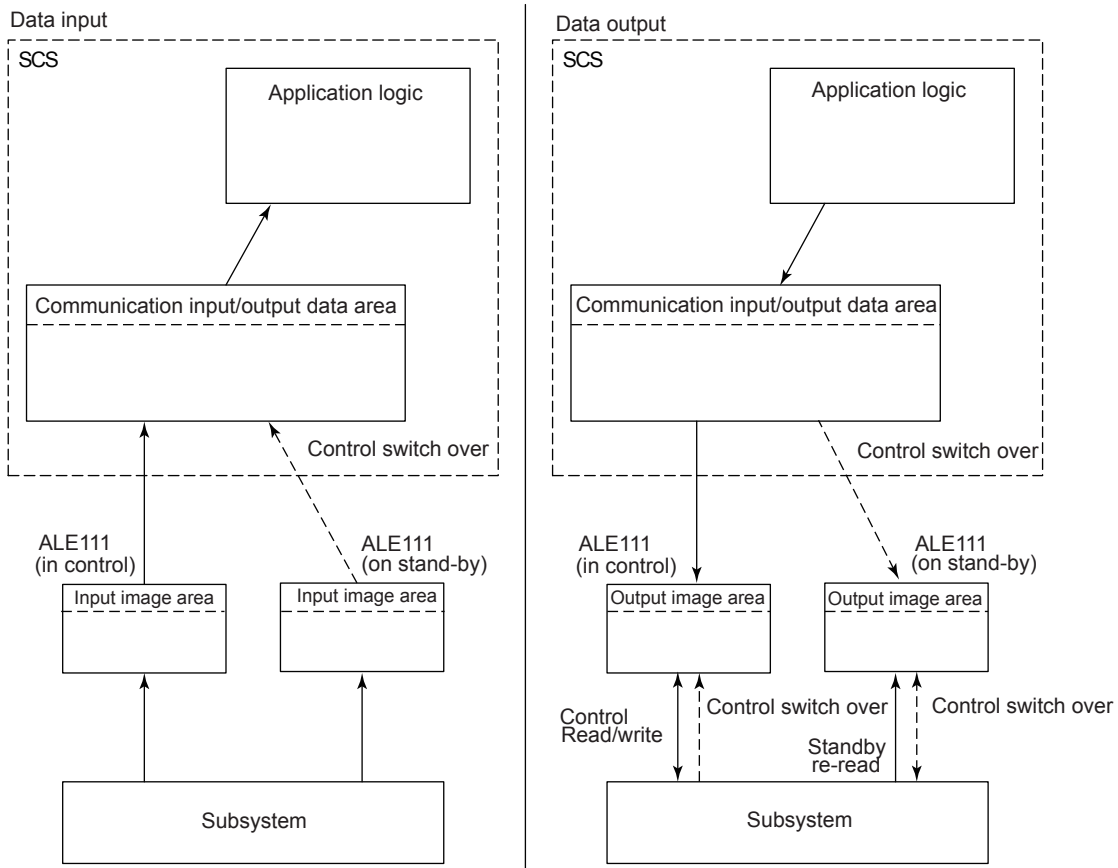 Data input
SCS
Application logic
Communication input/output data area
Control switch over
ALE111
(in control)
ALE111
(on stand-by)
Input image area
Input image area
Subsystem
Data output
SCS
Application logic
Communication input/output data area
Control switch over
ALE111
(in control)
ALE111
(on stand-by)
Output image area
Output image area
Control
Read/write
Control switch over
Standby
re-read
Control switch over
Subsystem